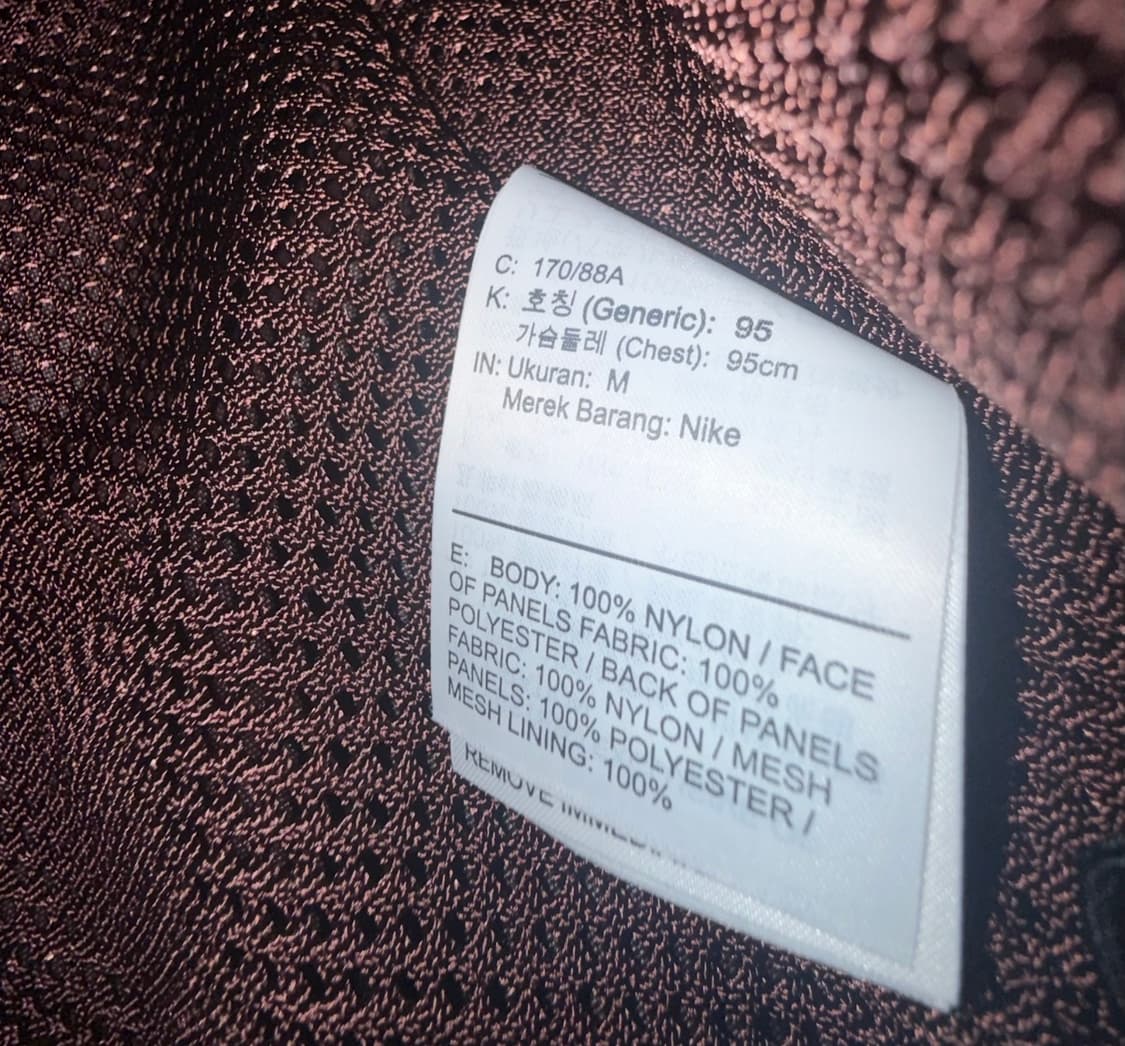 C: 170/88A
K: 호칭 (Generic): 95
가슴둘레 (Chest): 95cm
IN: Ukuran: M
Merek Barang: Nike
E: BODY: 100% NYLON / FACE
OF PANELS FABRIC: 100%
POLYESTER / BACK OF PANELS
FABRIC: 100% NYLON / MESH
PANELS: 100% POLYESTER /
MESH LINING: 100%
REMOVE